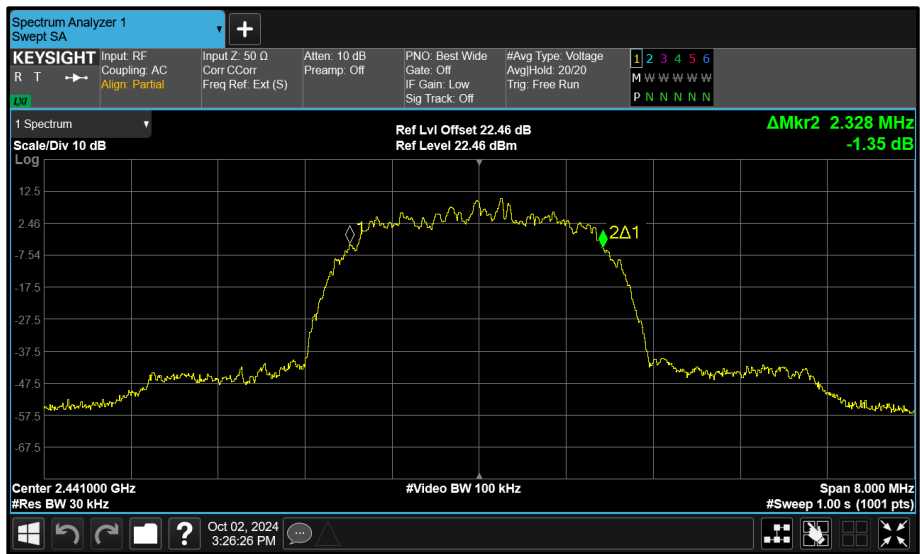 Spectrum Analyzer 1
Swept SA
KEYSIGHT
R T
LXI
Input: RF
Coupling: AC
Align: Partial
Input Z: 50 Ω
Corr CCorr
Freq Ref: Ext (S)
Atten: 10 dB
Preamp: Off
PNO: Best Wide
Gate: Off
IF Gain: Low
Sig Track: Off
#Avg Type: Voltage
Avg|Hold: 20/20
Trig: Free Run
1 2 3 4 5 6
M W W W W W
P N N N N N
1 Spectrum
Scale/Div 10 dB
Ref Lvl Offset 22.46 dB
Ref Level 22.46 dBm
ΔMkr2 2.328 MHz
-1.35 dB
Log
12.5
2.46
-7.54
-17.5
-27.5
-37.5
-47.5
-57.5
-67.5
1
2Δ1
Center 2.441000 GHz
#Video BW 100 kHz
Span 8.000 MHz
#Res BW 30 kHz
#Sweep 1.00 s (1001 pts)
?
Oct 02, 2024
3:26:26 PM